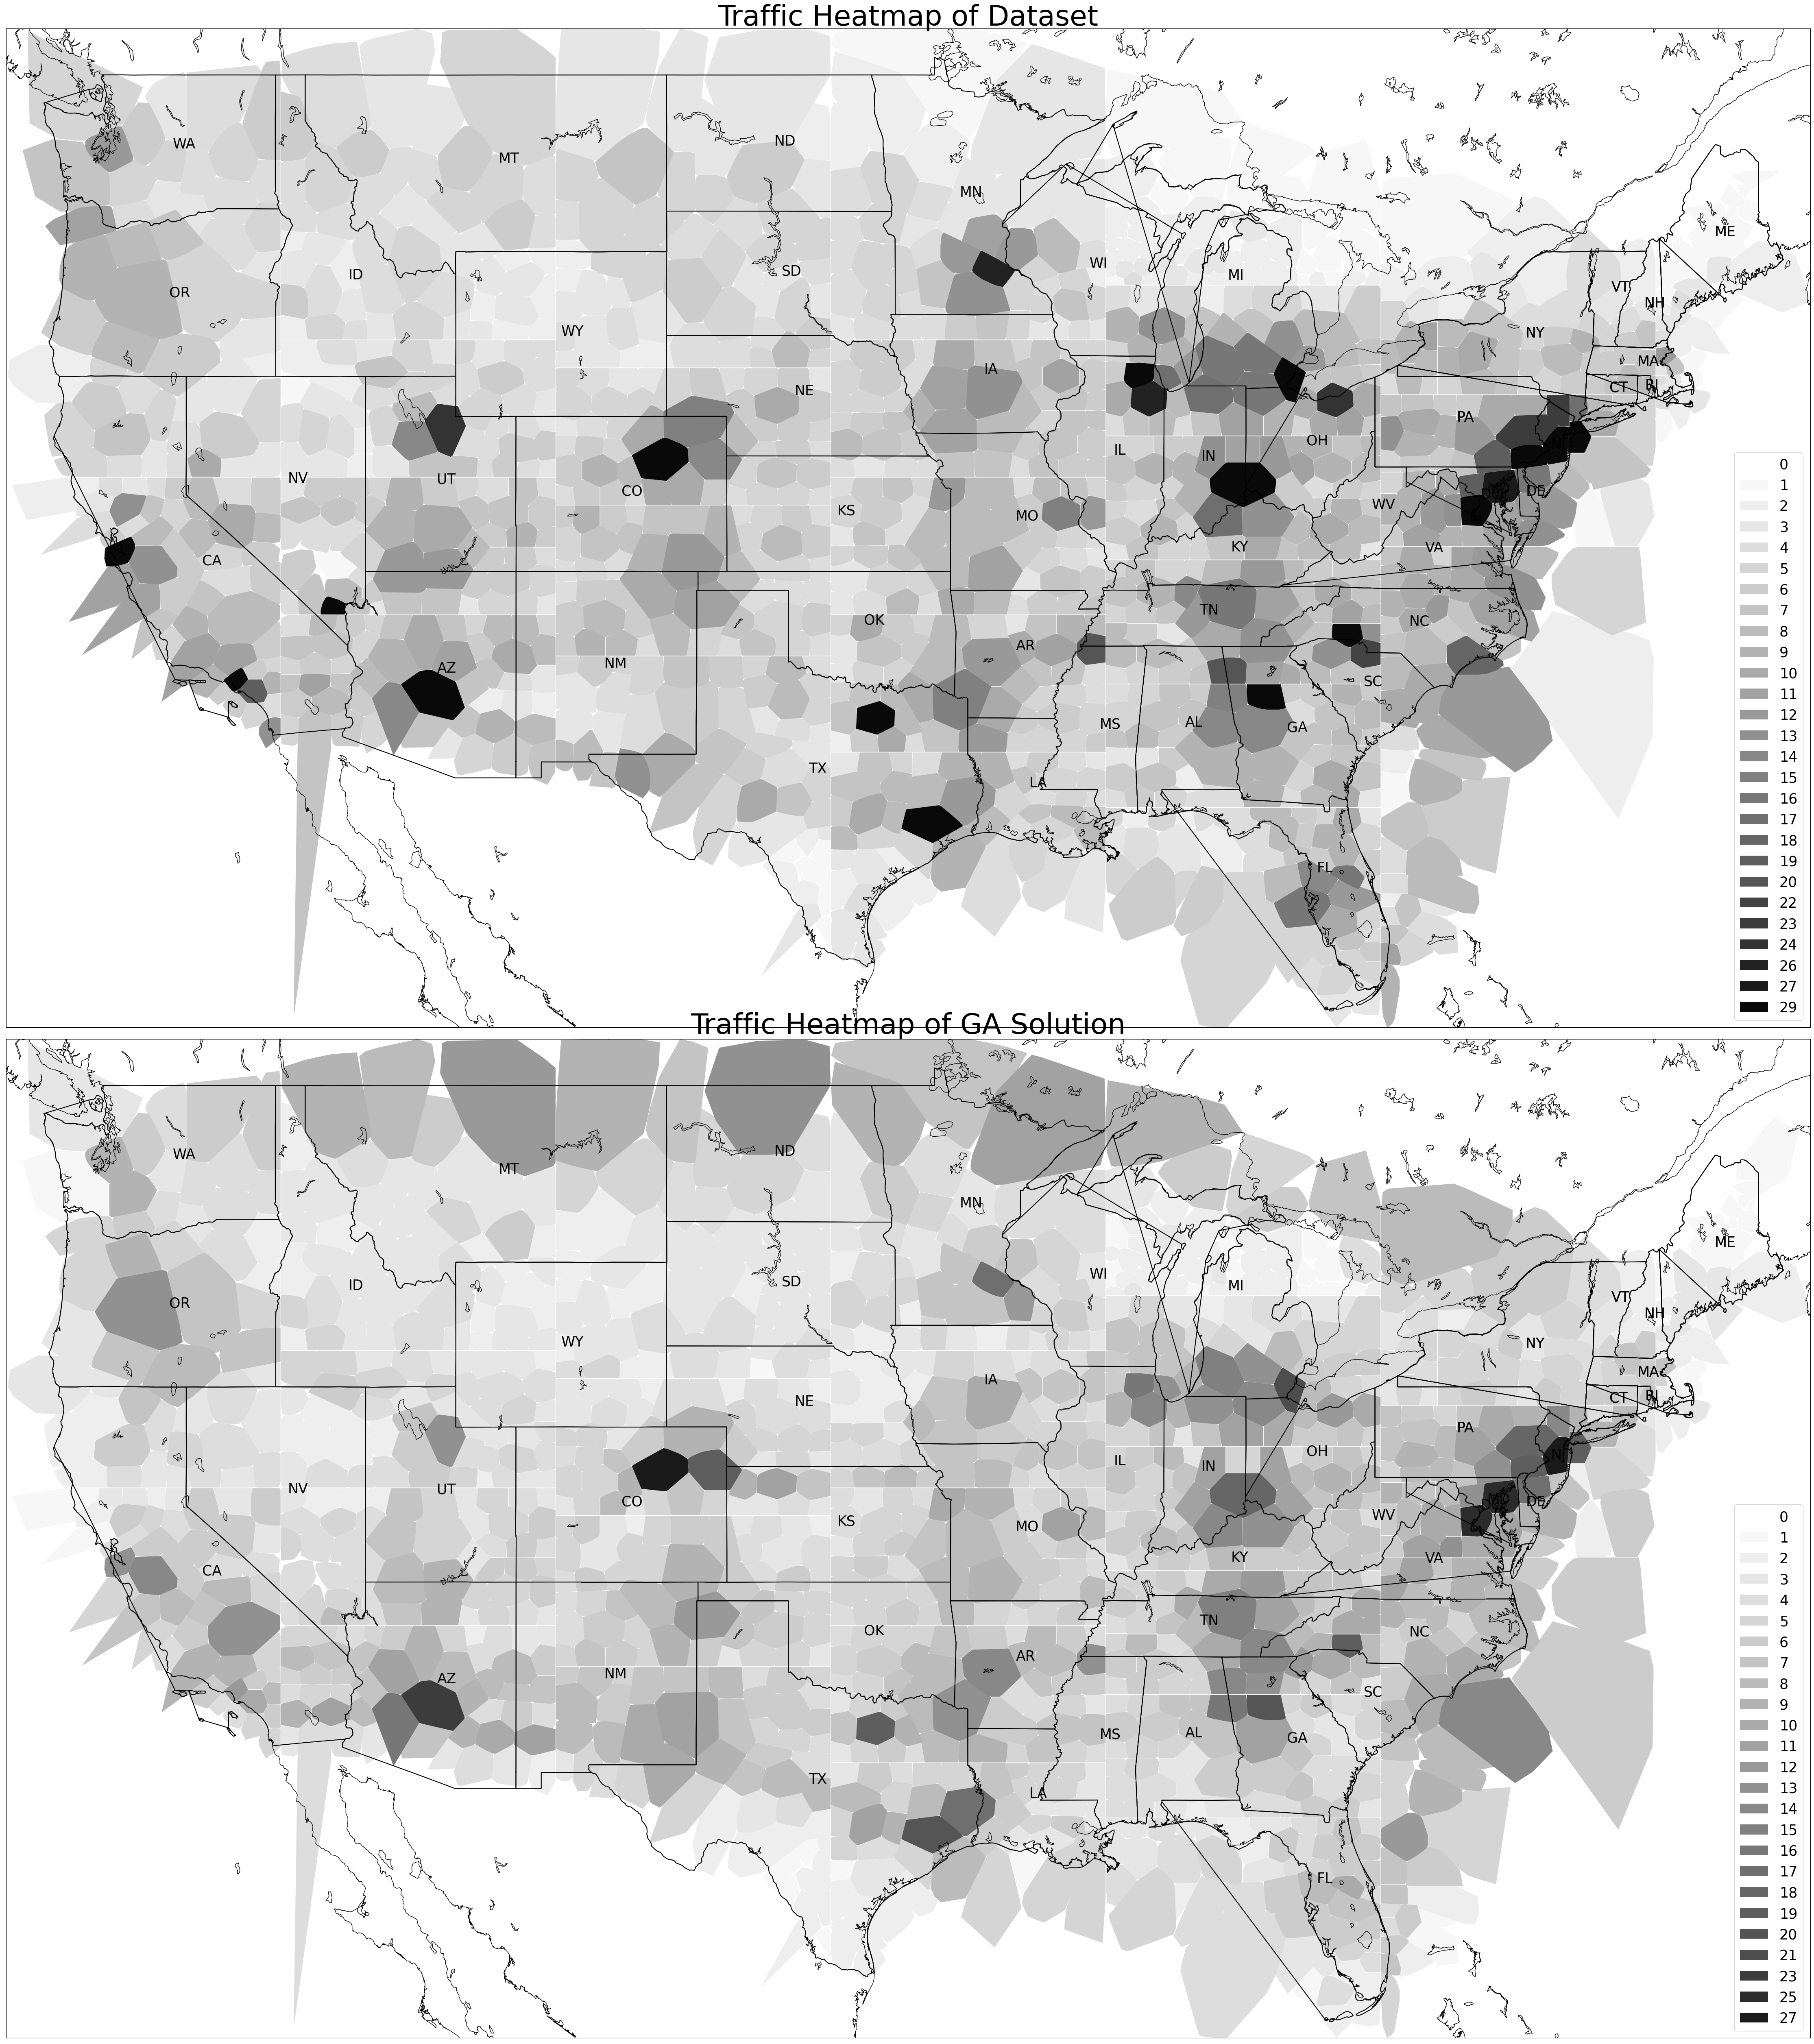 Traffic Heatmap of Dataset
WA
MT
ND
MN
ME
ID
OR
SD
WI
MI
VT
NH
WY
NY
IA
NE
MA
CT
RI
PA
OH
IL
IN
NJ
NV
UT
CO
KS
MO
WV
MD
DE
VA
KY
CA
OK
TN
NC
AZ
NM
AR
SC
MS
AL
GA
TX
LA
FL
0
1
2
3
4
5
6
7
8
9
10
11
12
13
14
15
16
17
18
19
20
22
23
24
26
27
29
Traffic Heatmap of GA Solution
WA
MT
ND
MN
ME
ID
OR
SD
WI
MI
VT
NH
WY
NY
IA
NE
MA
CT
RI
PA
OH
IL
IN
NJ
NV
UT
CO
KS
MO
WV
MD
DE
VA
KY
CA
OK
TN
NC
AZ
NM
AR
SC
MS
AL
GA
TX
LA
FL
0
1
2
3
4
5
6
7
8
9
10
11
12
13
14
15
16
17
18
19
20
21
23
25
27